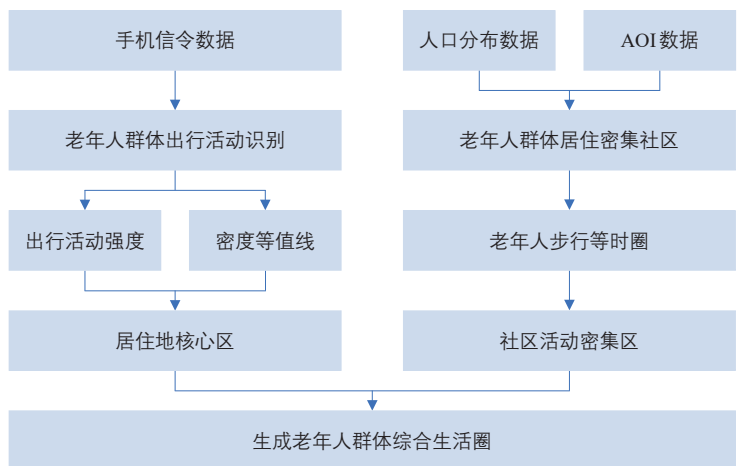 手机信令数据
人口分布数据
AOI数据
老年人群体出行活动识别
老年人群体居住密集社区
出行活动强度
密度等值线
老年人步行等时圈
居住地核心区
社区活动密集区
生成老年人群体综合生活圈